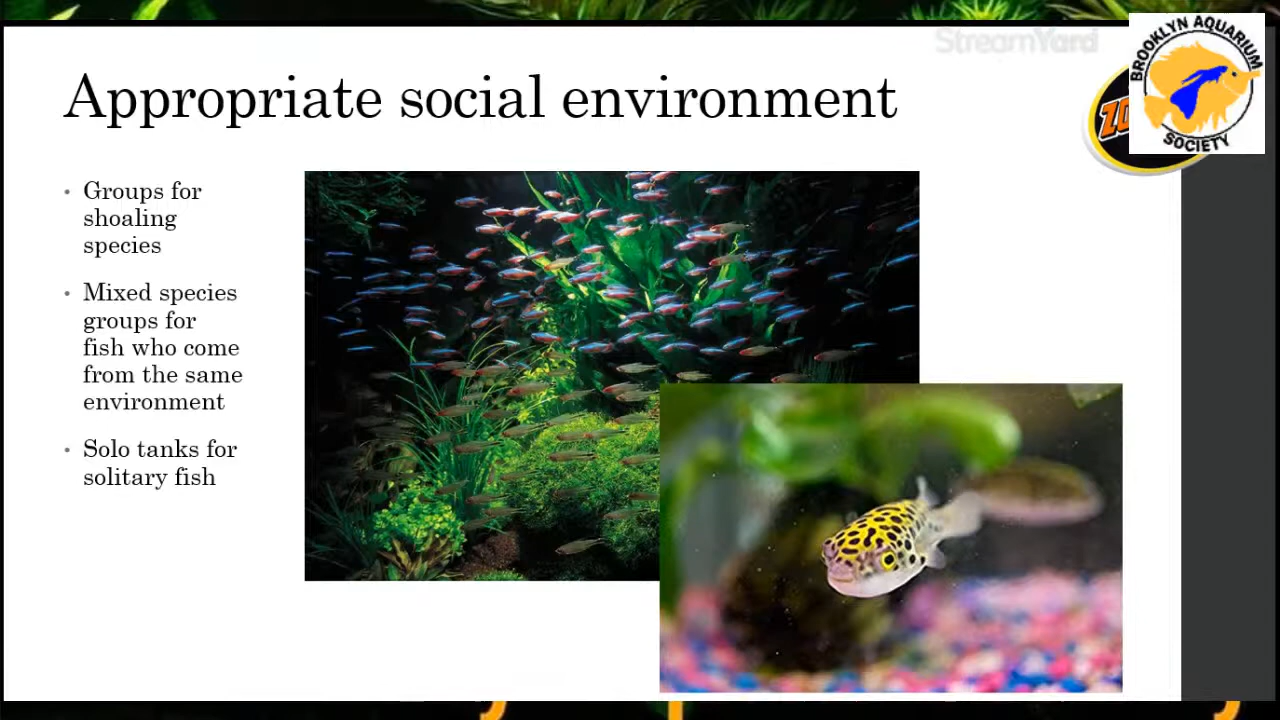 StreamYard
BROOKLYN AQUARIUM
SOCIETY
ZO
Appropriate social environment
Groups for
shoaling
species
Mixed species
groups for
fish who come
from the same
environment
Solo tanks for
solitary fish